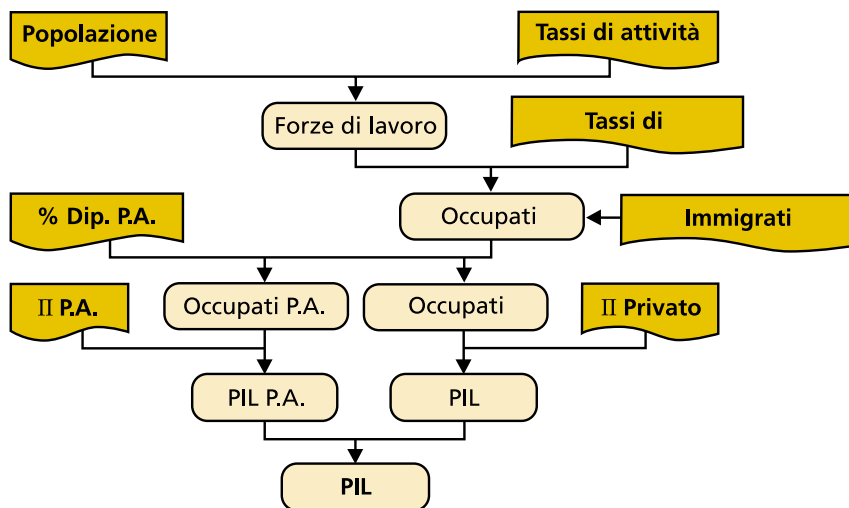 Popolazione
Tassi di attività
Forze di lavoro
Tassi di
Occupati
% Dip. P.A.
Immigrati
Occupati P.A.
Occupati
Π P.A.
Π Privato
PIL P.A.
PIL
PIL